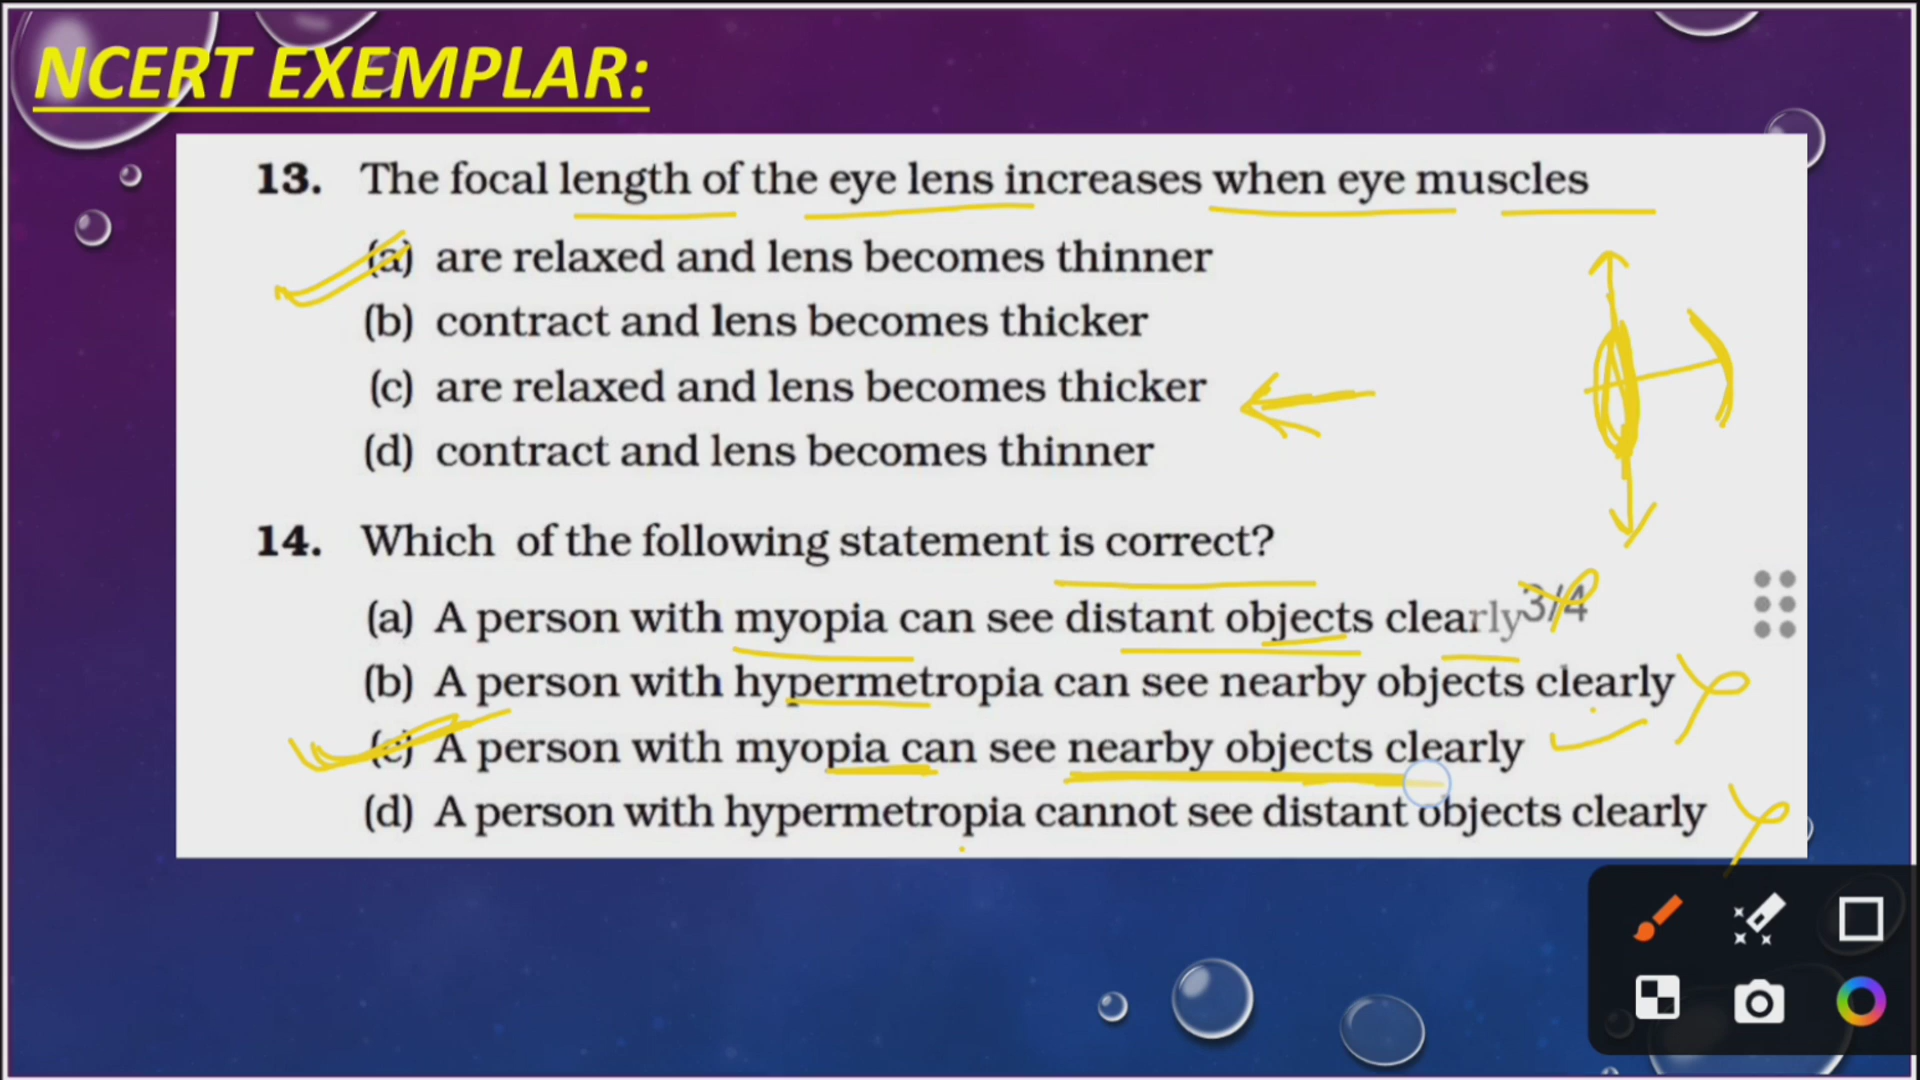 NCERT EXEMPLAR:
13. The focal length of the eye lens increases when eye muscles
(a) are relaxed and lens becomes thinner
(b) contract and lens becomes thicker
(c) are relaxed and lens becomes thicker
(d) contract and lens becomes thinner
14. Which of the following statement is correct?
(a) A person with myopia can see distant objects clearly 3/4
(b) A person with hypermetropia can see nearby objects clearly
(c) A person with myopia can see nearby objects clearly
(d) A person with hypermetropia cannot see distant objects clearly